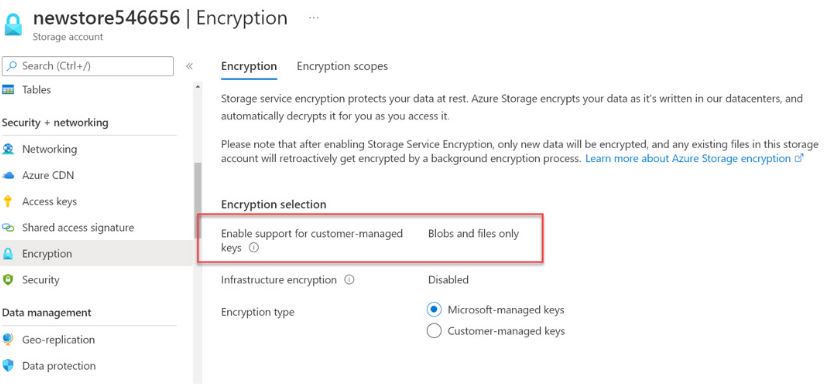 newstore546656 | Encryption ...
Storage account
Search (Ctrl+/)
«
Tables
Security + networking
Networking
Azure CDN
Access keys
Shared access signature
Encryption
Security
Data management
Geo-replication
Data protection
Encryption Encryption scopes
Storage service encryption protects your data at rest. Azure Storage encrypts your data as it's written in our datacenters, and
automatically decrypts it for you as you access it.
Please note that after enabling Storage Service Encryption, only new data will be encrypted, and any existing files in this storage
account will retroactively get encrypted by a background encryption process. Learn more about Azure Storage encryption
Encryption selection
Enable support for customer-managed Blobs and files only
keys
Infrastructure encryption Disabled
Encryption type Microsoft-managed keys
Customer-managed keys